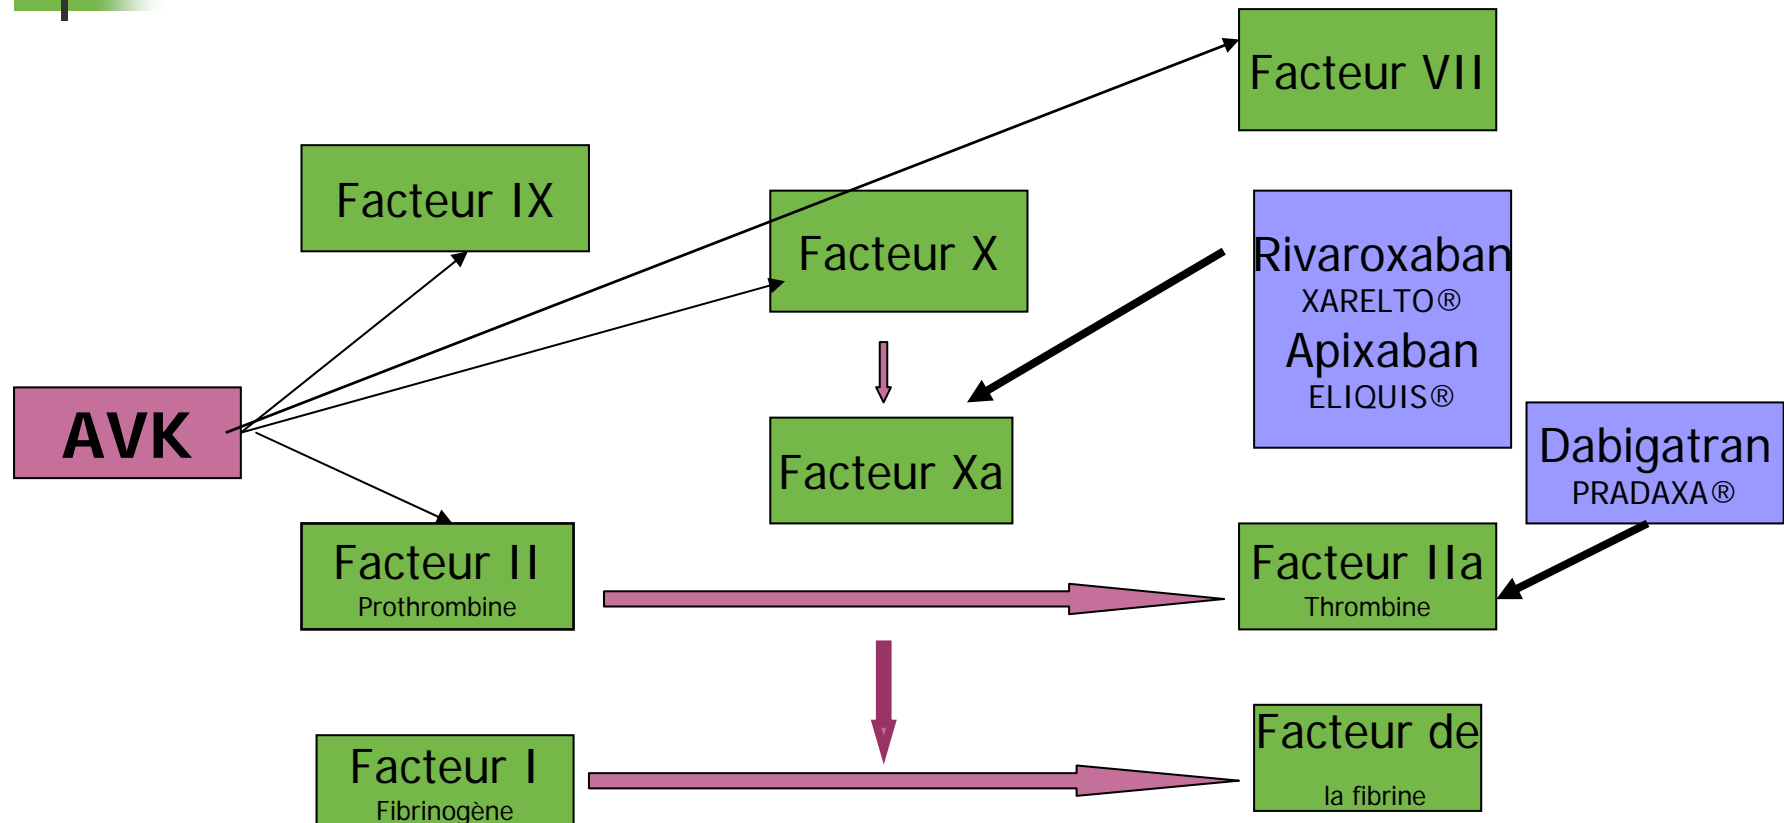 Facteur VII
Facteur IX
Facteur X
Rivaroxaban
XARELTO®
Apixaban
ELIQUIS®
AVK
Facteur Xa
Dabigatran
PRADAXA®
Facteur II
Prothrombine
Facteur IIa
Thrombine
Facteur I
Fibrinogène
Facteur de
la fibrine